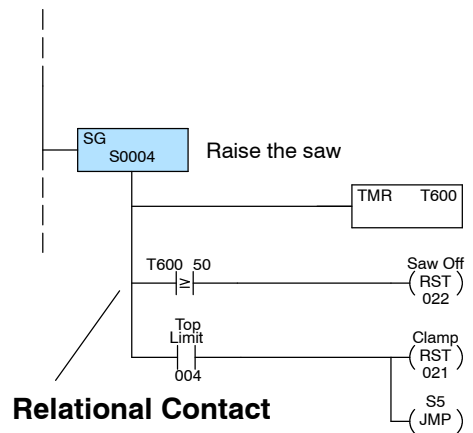 SG
S0004
Raise the saw
TMR T600
T600 50
≥
Saw Off
RST
022
Top
Limit
004
Clamp
RST
021
S5
JMP
Relational Contact